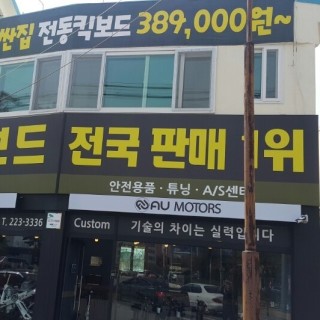 싼집 전동킥보드 389,000원~
보드 전국 판매 1위
안전용품 · 튜닝 · A/S센터
AU MOTORS
T. 223-3336
Custom 기술의 차이는 실력입니다